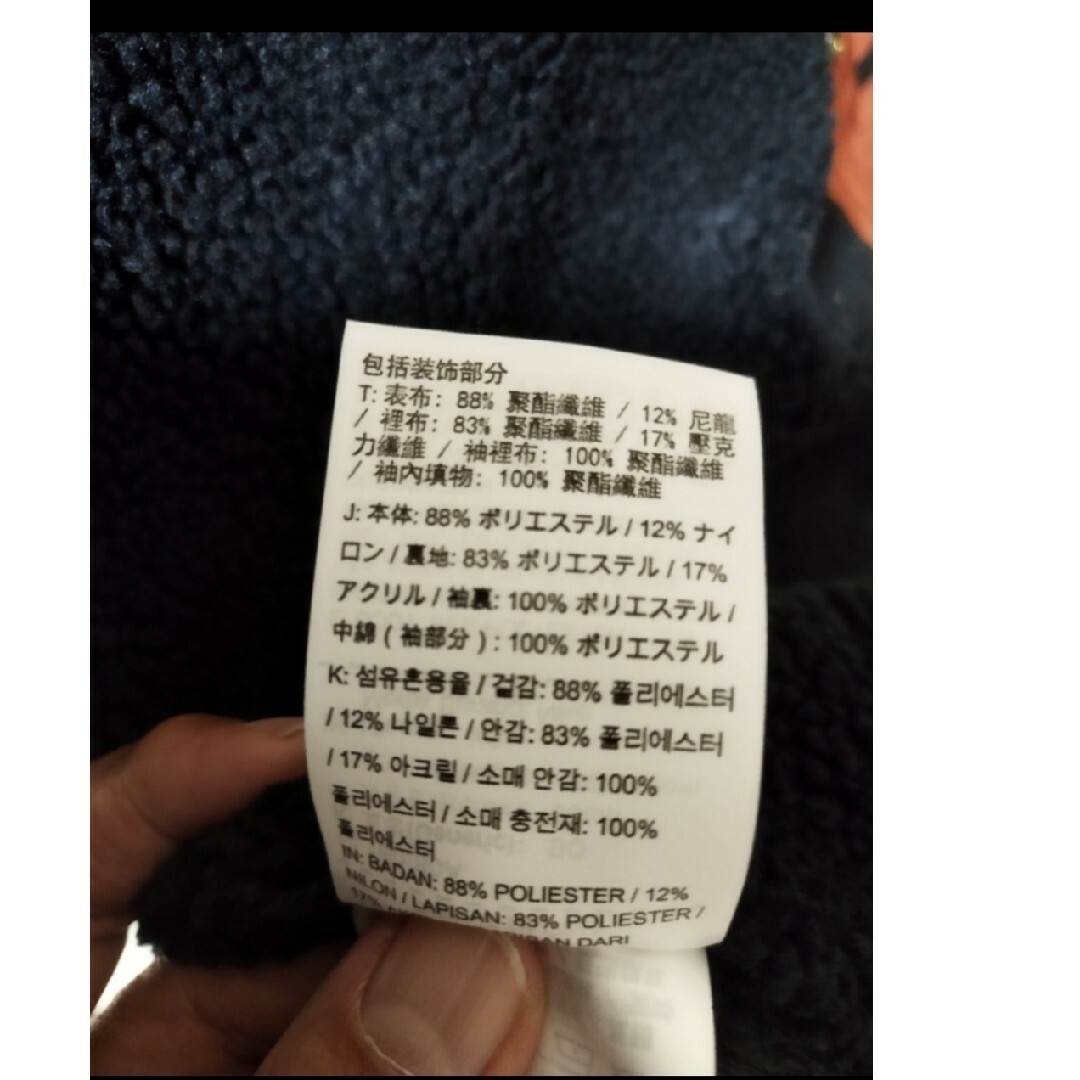 包括装饰部分
T: 表布: 88% 聚酯纖維 / 12% 尼龍
/ 裡布: 83% 聚酯纖維 / 17% 壓克
力纖維 / 袖裡布: 100% 聚酯纖維
/ 袖內填物: 100% 聚酯纖維
J: 本体: 88% ポリエステル / 12% ナイ
ロン / 裏地: 83% ポリエステル / 17%
アクリル / 袖裏: 100% ポリエステル /
中綿 ( 袖部分 ) : 100% ポリエステル
K: 섬유혼용율 / 겉감: 88% 폴리에스터
/ 12% 나일론 / 안감: 83% 폴리에스터
/ 17% 아크릴 / 소매 안감: 100%
폴리에스터 / 소매 충전재: 100%
폴리에스터
IN: BADAN: 88% POLIESTER / 12%
NILON / LAPISAN: 83% POLIESTER /
17% DARI